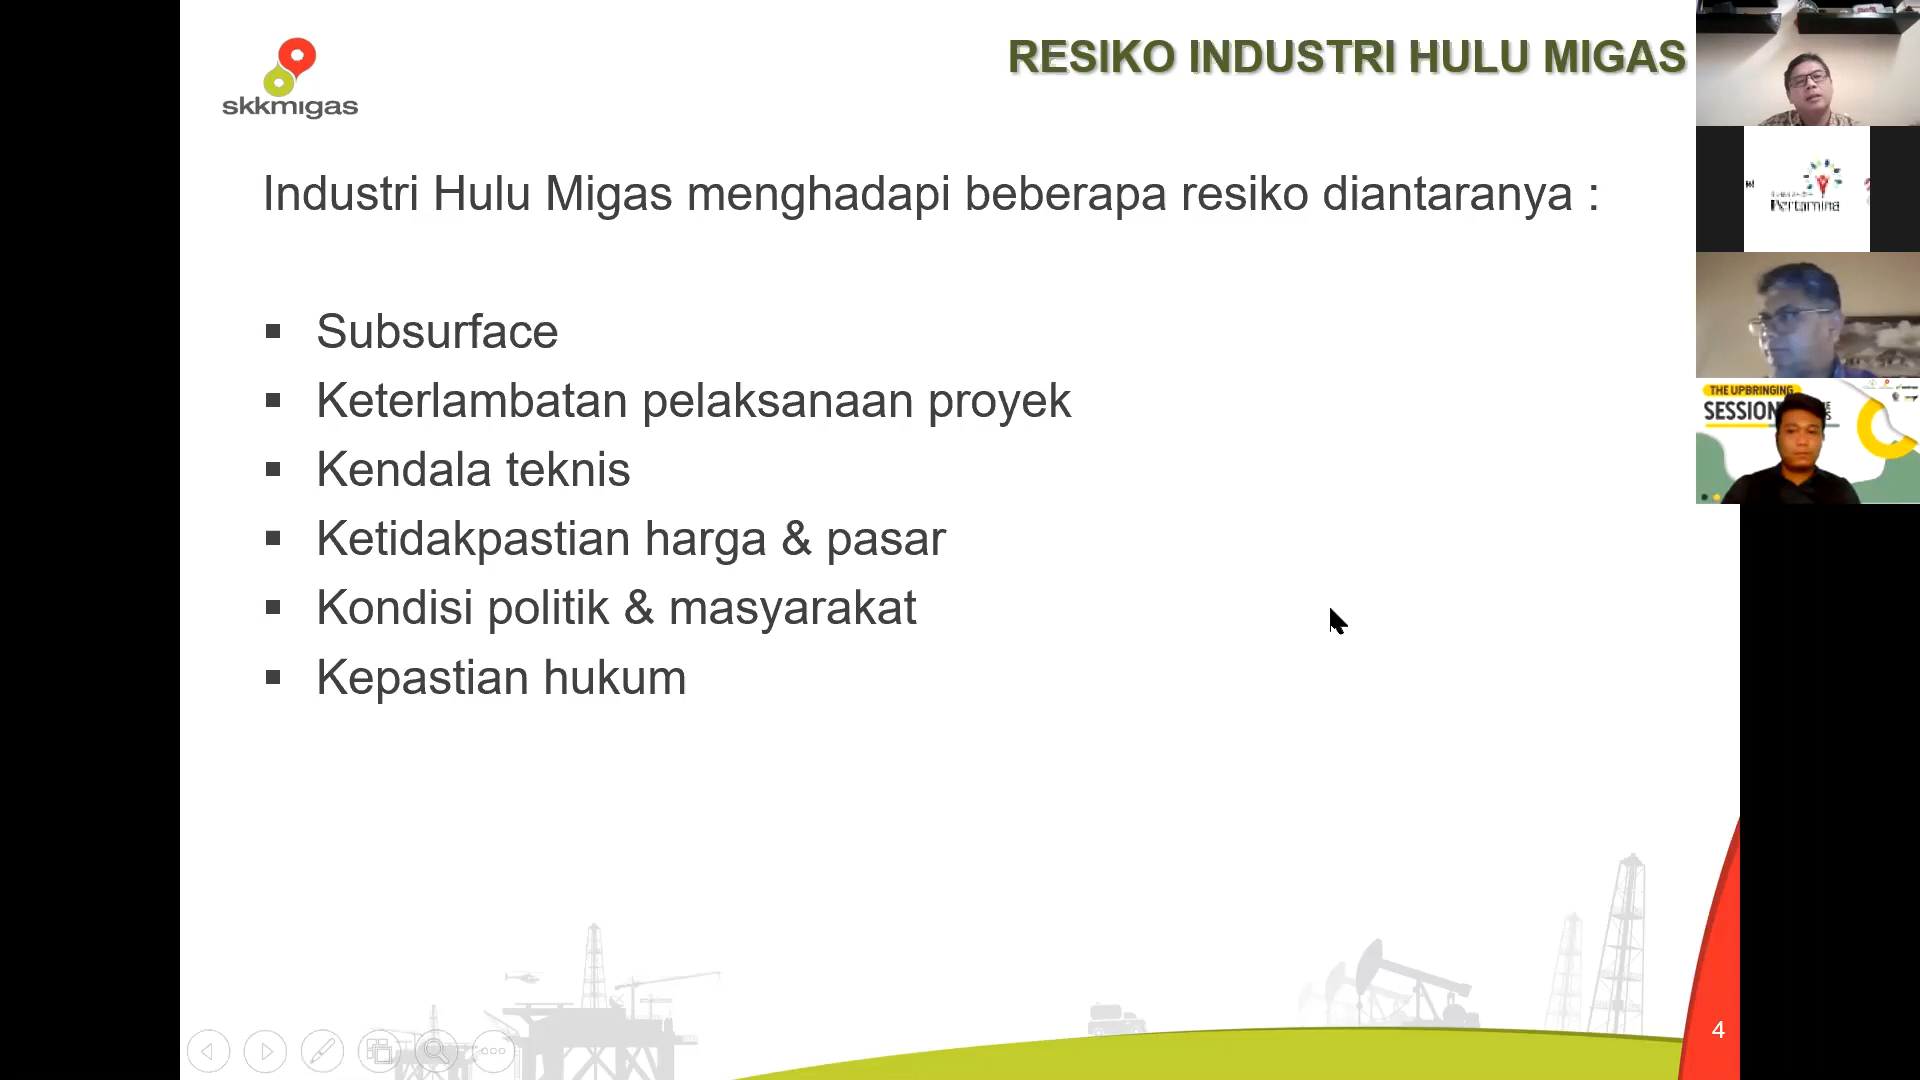 skkmigas
RESIKO INDUSTRI HULU MIGAS
Industri Hulu Migas menghadapi beberapa resiko diantaranya :
▪ Subsurface
▪ Keterlambatan pelaksanaan proyek
▪ Kendala teknis
▪ Ketidakpastian harga & pasar
▪ Kondisi politik & masyarakat
▪ Kepastian hukum
4
Pertamina
THE UPBRINGING
SESSION